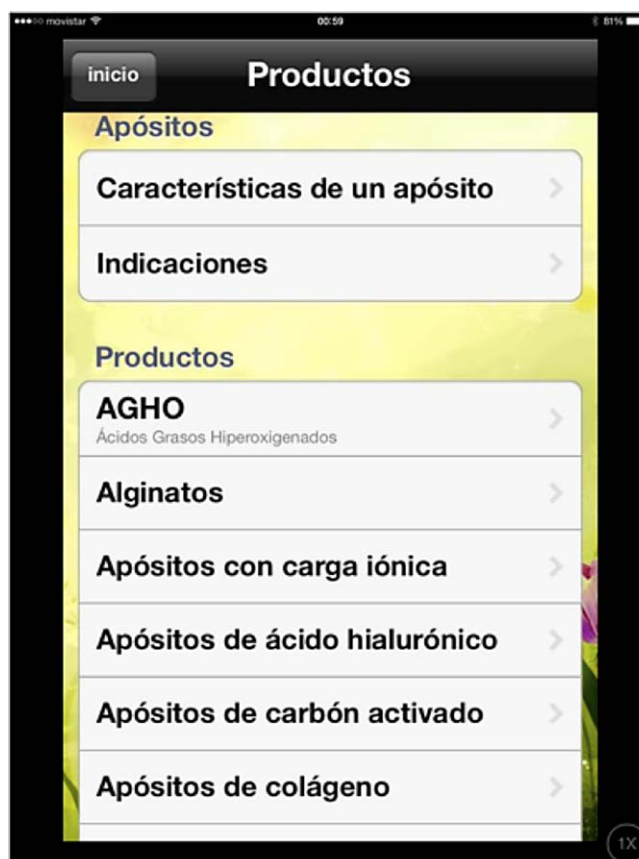 movistar 00:59 81%
inicio Productos
Apósitos
Características de un apósito
Indicaciones
Productos
AGHO
Ácidos Grasos Hiperoxigenados
Alginatos
Apósitos con carga iónica
Apósitos de ácido hialurónico
Apósitos de carbón activado
Apósitos de colágeno
1X